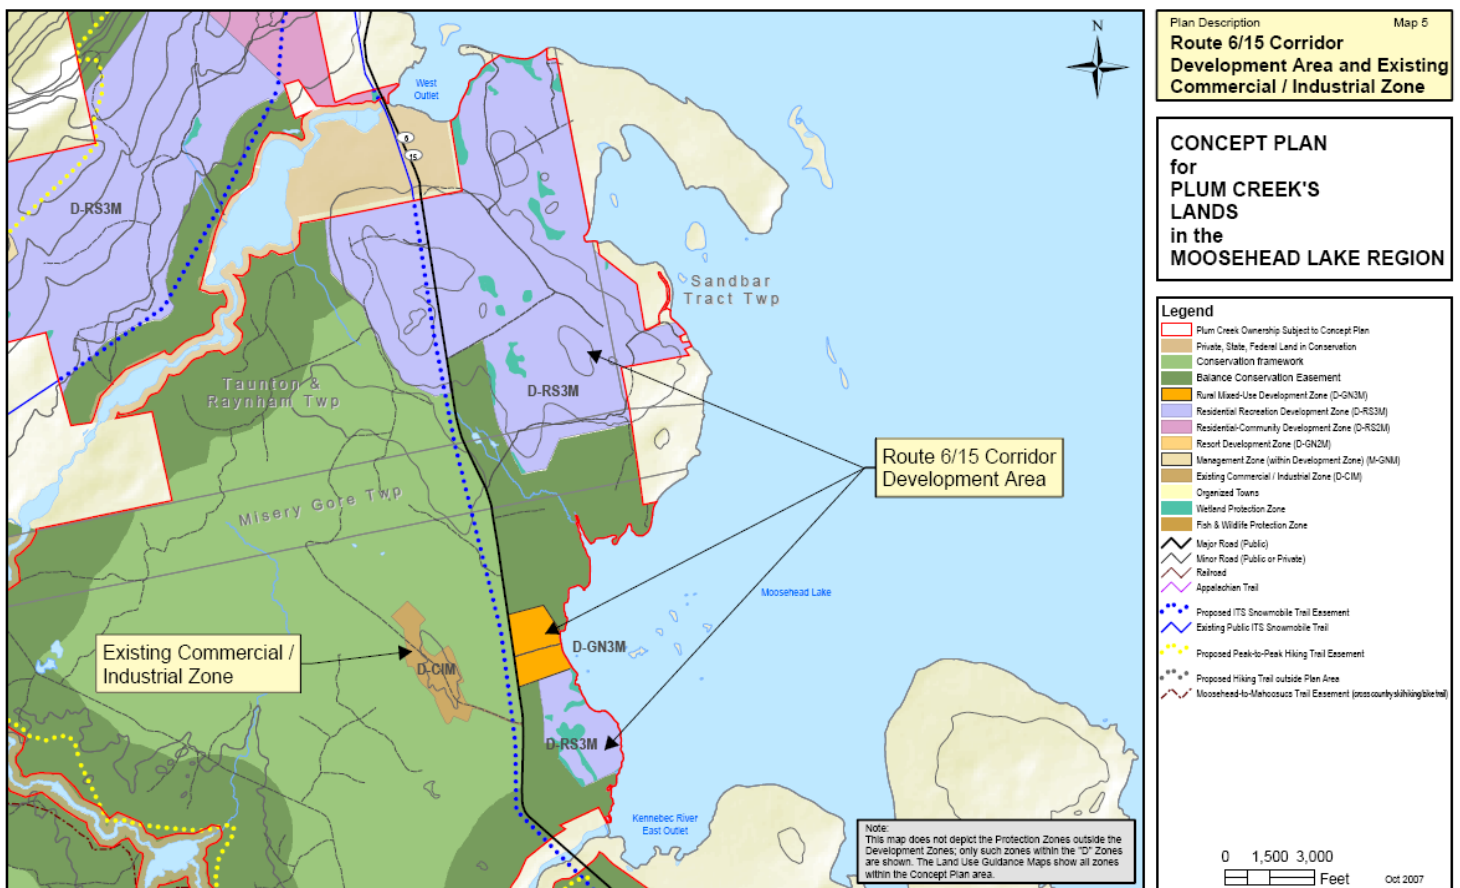 Plan Description Map 5
Route 6/15 Corridor
Development Area and Existing
Commercial / Industrial Zone
CONCEPT PLAN
for
PLUM CREEK'S
LANDS
in the
MOOSEHEAD LAKE REGION
Legend
Plum Creek Ownership Subject to Concept Plan
Private, State, Federal Land in Conservation
Conservation framework
Balance Conservation Easement
Rural Mixed-Use Development Zone (D-GN3M)
Residential Recreation Development Zone (D-RS3M)
Residential-Community Development Zone (D-RS2M)
Resort Development Zone (D-GN2M)
Management Zone (within Development Zone) (M-GNM)
Existing Commercial / Industrial Zone (D-CIM)
Organized Towns
Wetland Protection Zone
Fish & Wildlife Protection Zone
Major Road (Public)
Minor Road (Public or Private)
Railroad
Appalachian Trail
Proposed ITS Snowmobile Trail Easement
Existing Public ITS Snowmobile Trail
Proposed Peak-to-Peak Hiking Trail Easement
Proposed Hiking Trail outside Plan Area
Moosehead-to-Mahoosucs Trail Easement (crosscountry ski/hiking/bike trail)
0 1,500 3,000
Feet
Oct 2007
N
West
Outlet
6
15
D-RS3M
Sandbar
Tract Twp
Taunton &
Raynham Twp
D-RS3M
Route 6/15 Corridor
Development Area
Misery Gore Twp
Moosehead Lake
Existing Commercial /
Industrial Zone
D-CIM
D-GN3M
D-RS3M
Kennebec River
East Outlet
Note:
This map does not depict the Protection Zones outside the
Development Zones; only such zones within the "D" Zones
are shown. The Land Use Guidance Maps show all zones
within the Concept Plan area.